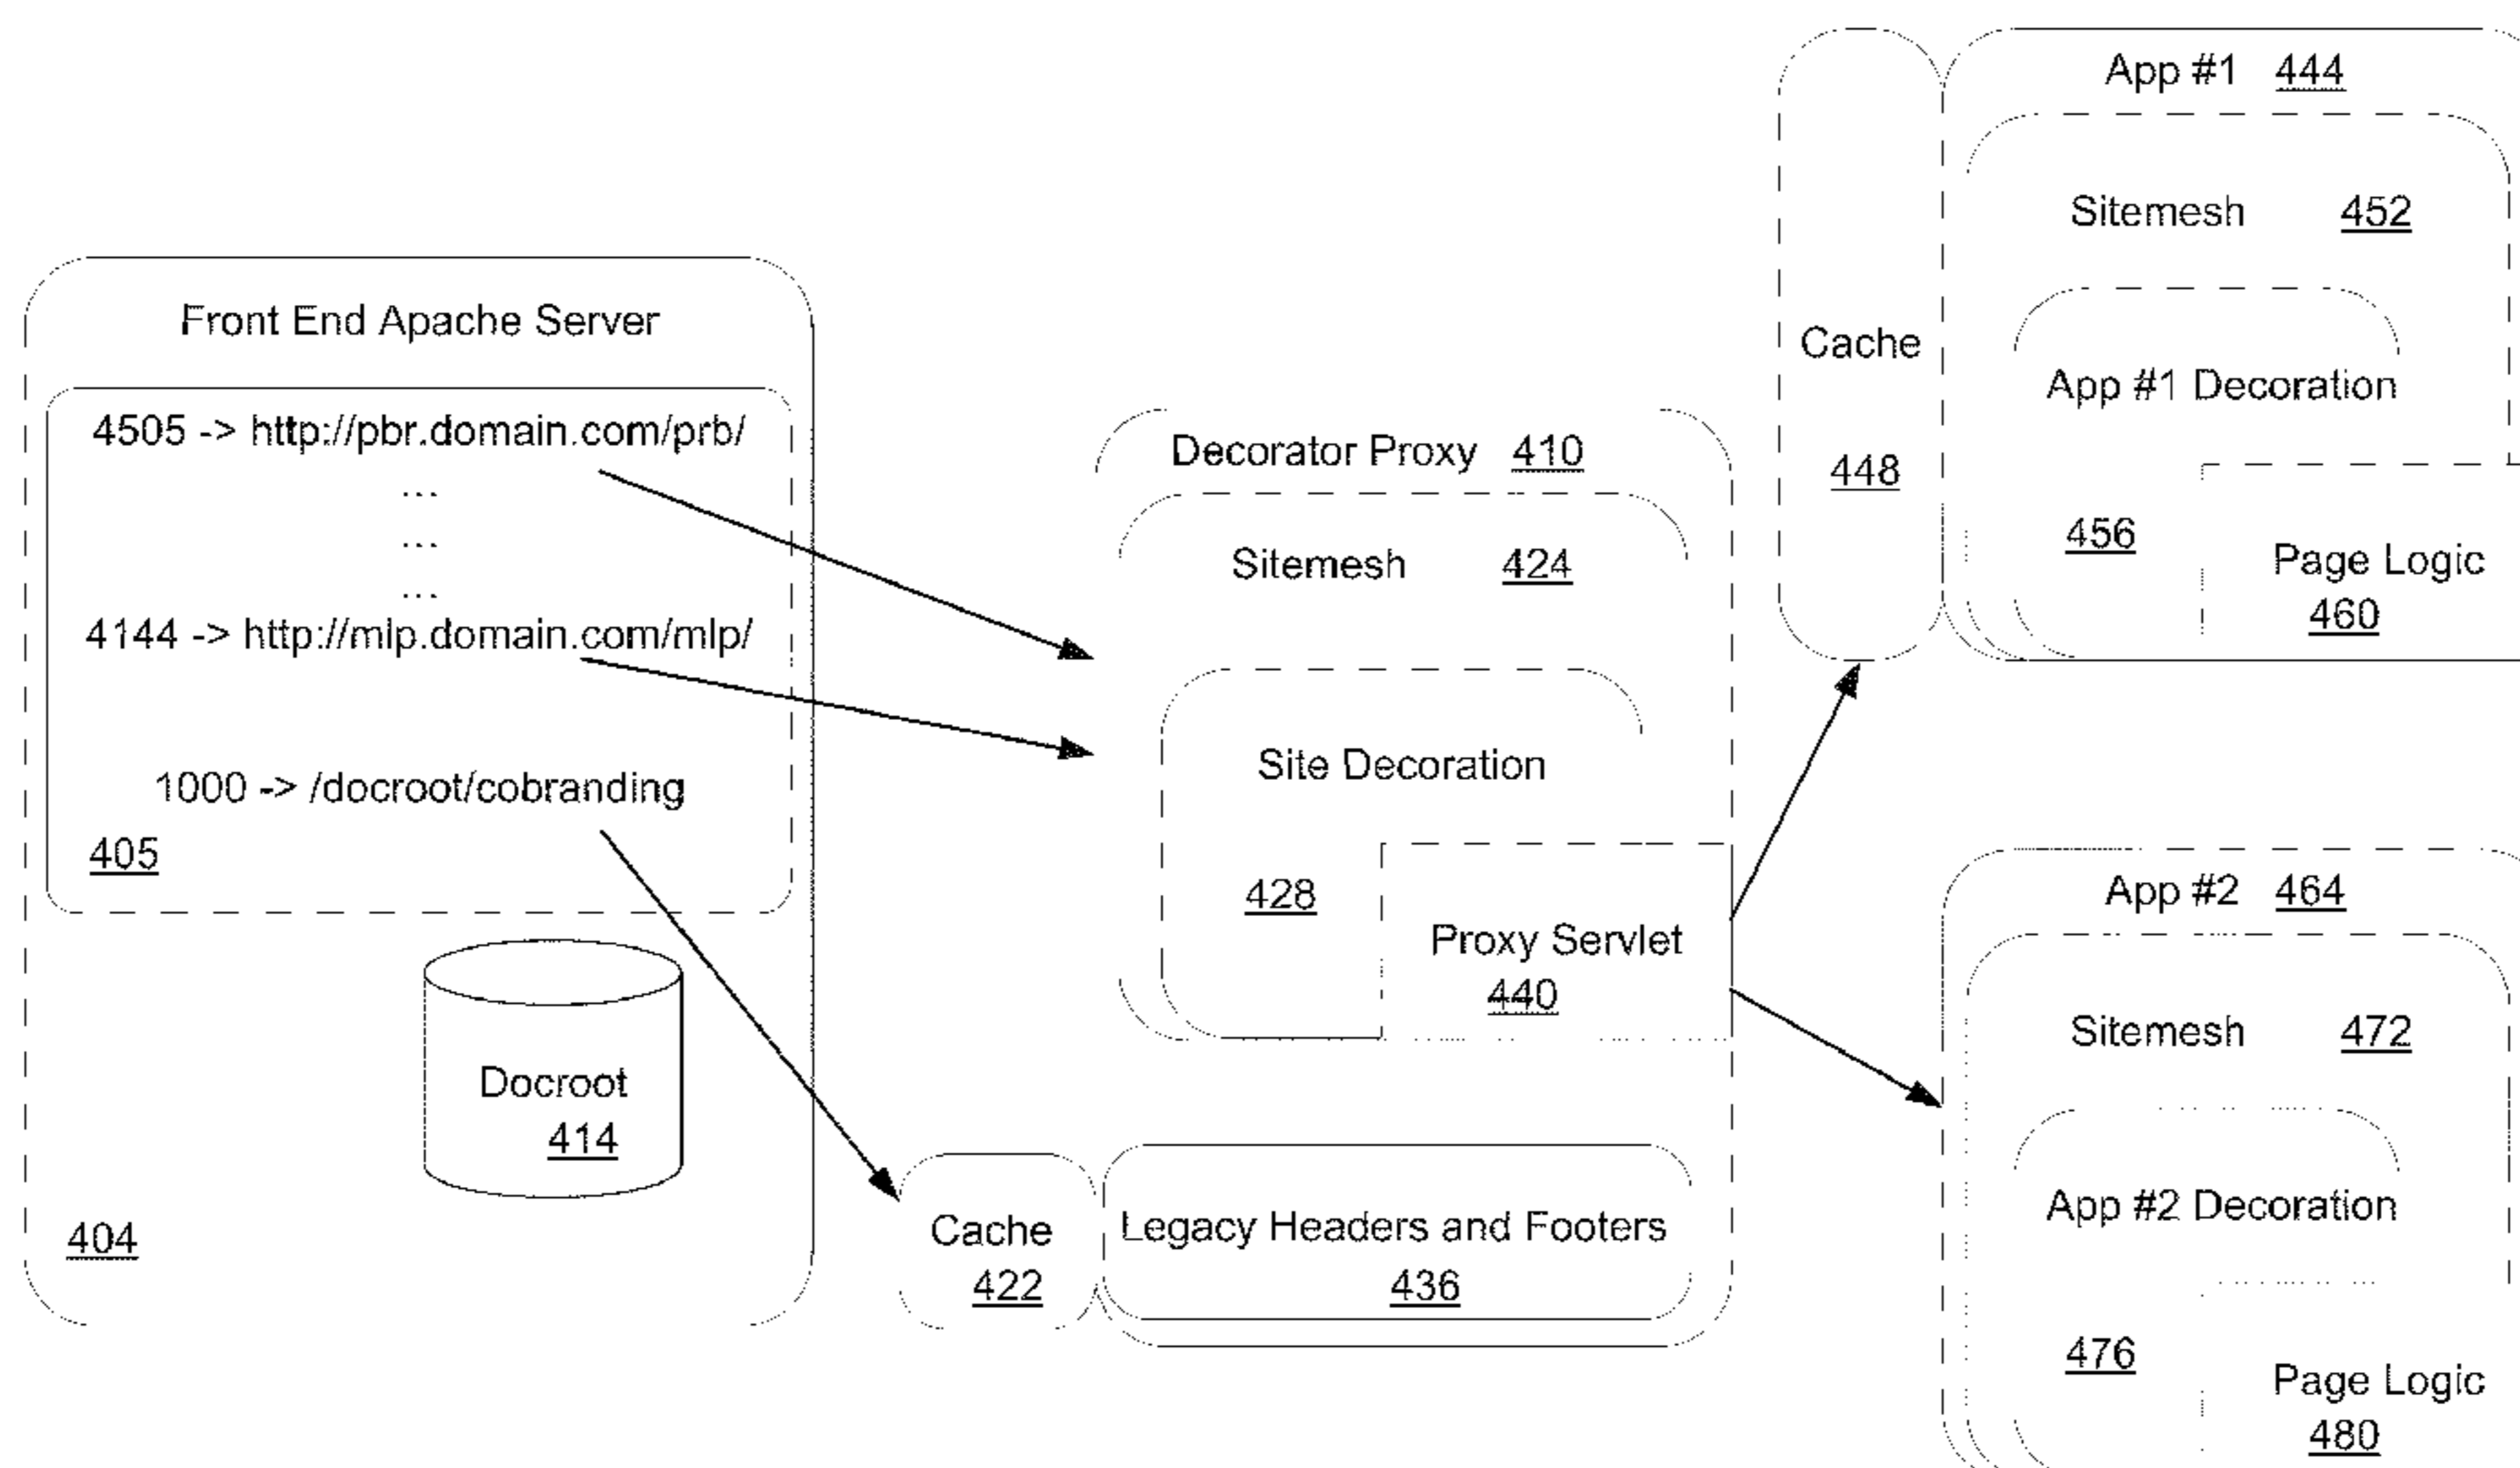 Front End Apache Server
4505 -> http://pbr.domain.com/prb/
...
...
...
4144 -> http://mlp.domain.com/mlp/
1000 -> /docroot/cobranding
405
Docroot
414
404
Decorator Proxy 410
Sitemesh 424
Site Decoration
428
Proxy Servlet
440
Cache
422
Legacy Headers and Footers
436
Cache
448
App #1 444
Sitemesh 452
App #1 Decoration
456
Page Logic
460
App #2 464
Sitemesh 472
App #2 Decoration
476
Page Logic
480